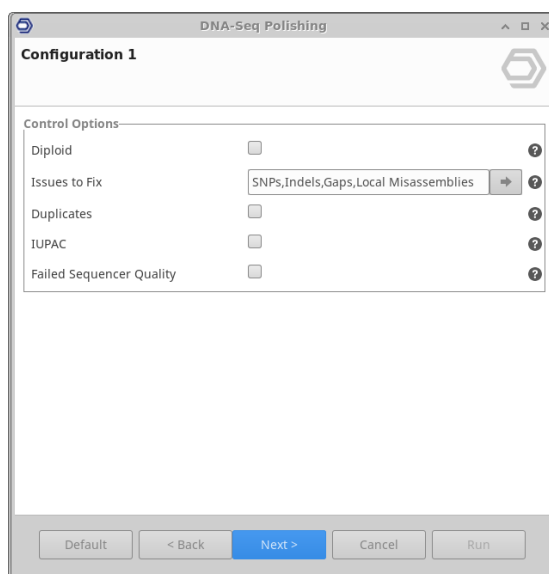 DNA-Seq Polishing
Configuration 1
Control Options
Diploid
Issues to Fix SNPs,Indels,Gaps,Local Misassemblies
Duplicates
IUPAC
Failed Sequencer Quality
Default < Back Next > Cancel Run